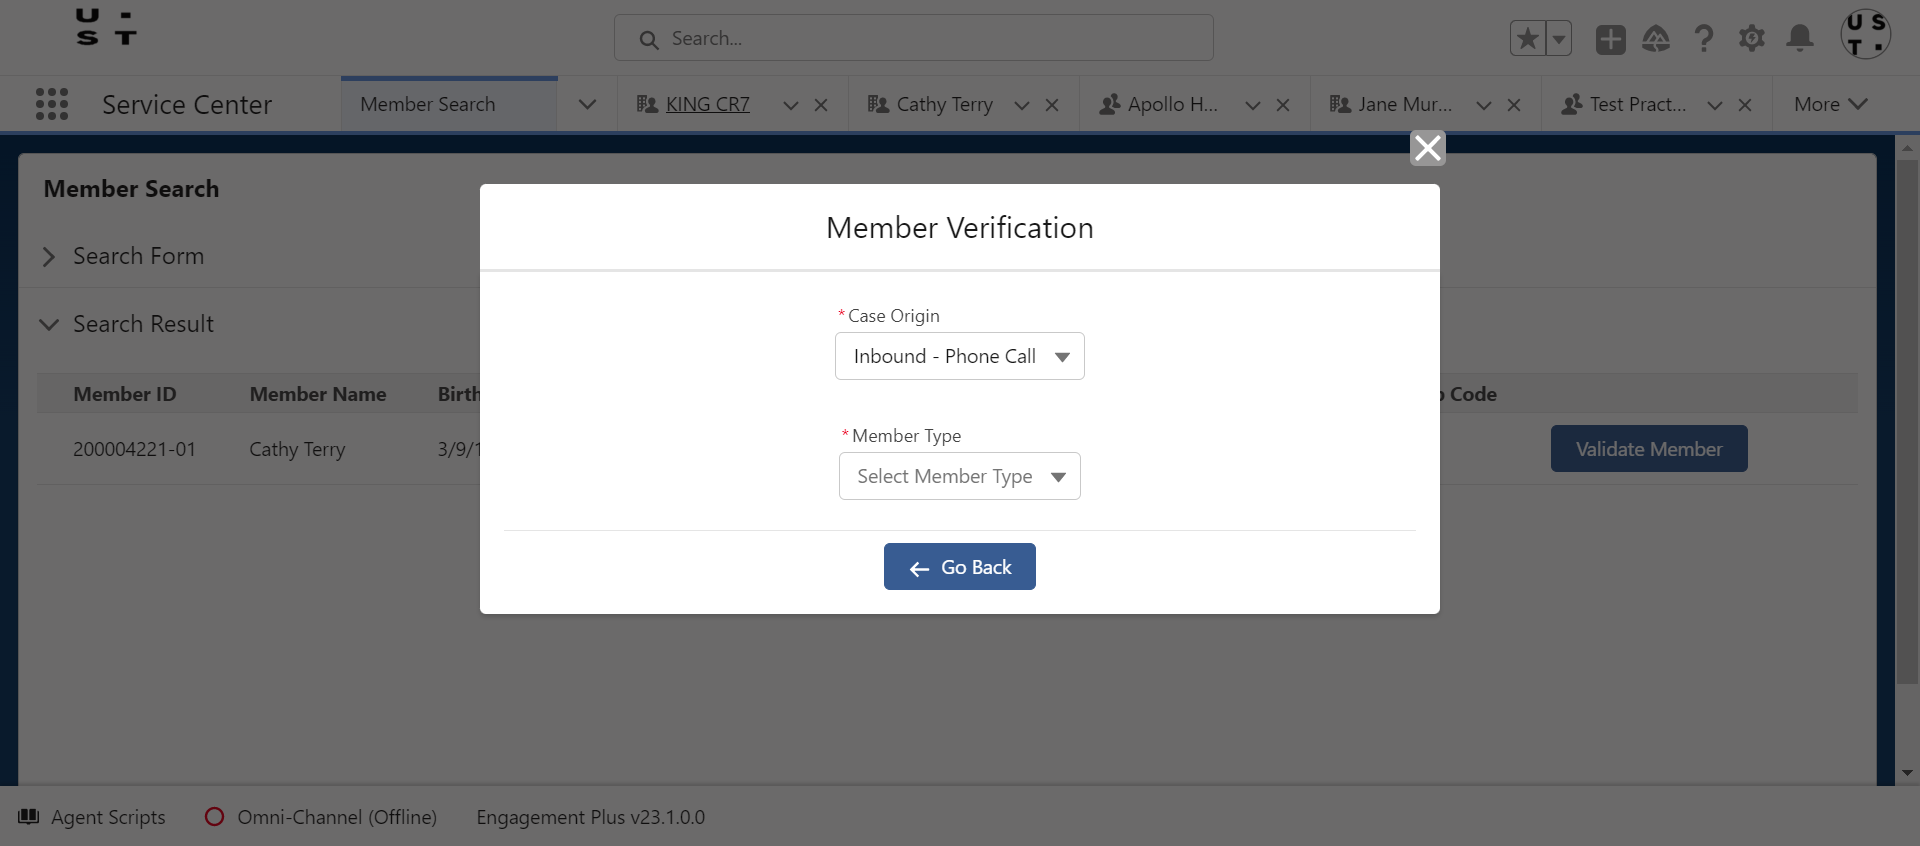 U ·
S T
Search...
U S
T ·
Service Center
Member Search
KING CR7
Cathy Terry
Apollo H...
Jane Mur...
Test Pract...
More
Member Search
Member Verification
Search Form
* Case Origin
Inbound - Phone Call
Search Result
Member ID
Member Name
Birth
Code
* Member Type
Select Member Type
200004221-01
Cathy Terry
3/9/1
Validate Member
Go Back
Agent Scripts
Omni-Channel (Offline)
Engagement Plus v23.1.0.0